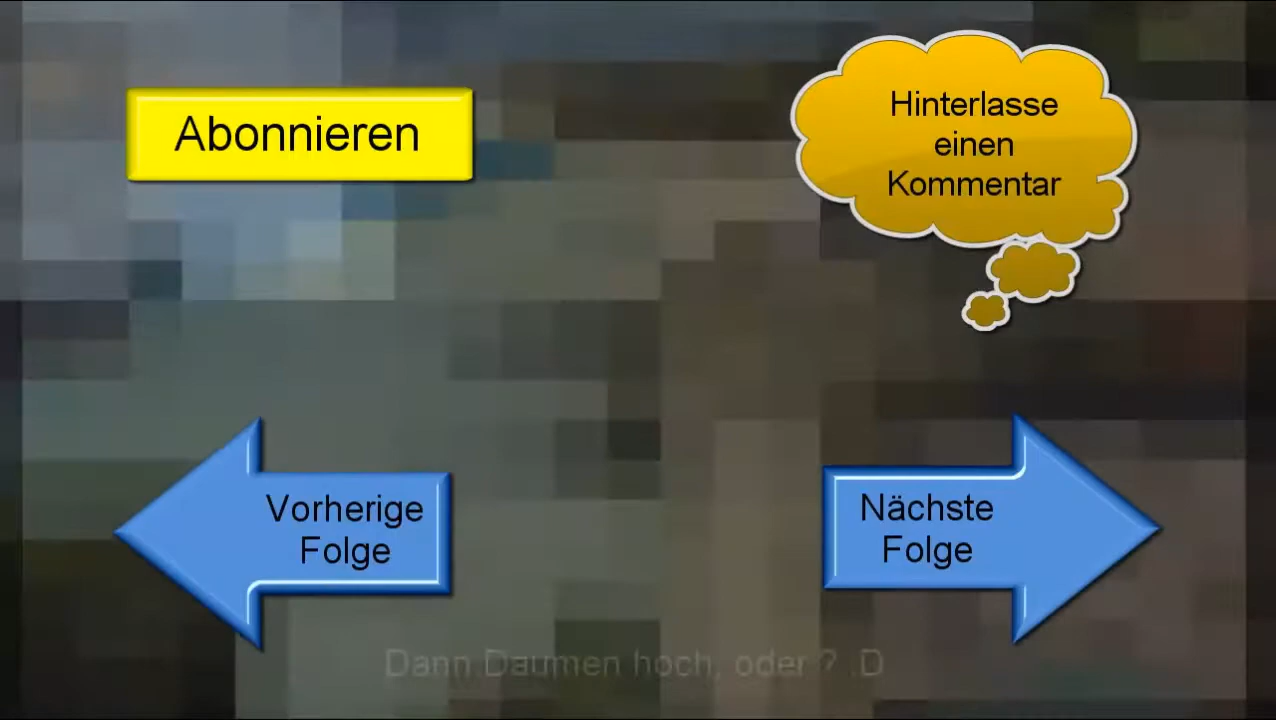 Abonnieren
Hinterlasse
einen
Kommentar
Vorherige
Folge
Nächste
Folge
Dann Daumen hoch, oder ? :D